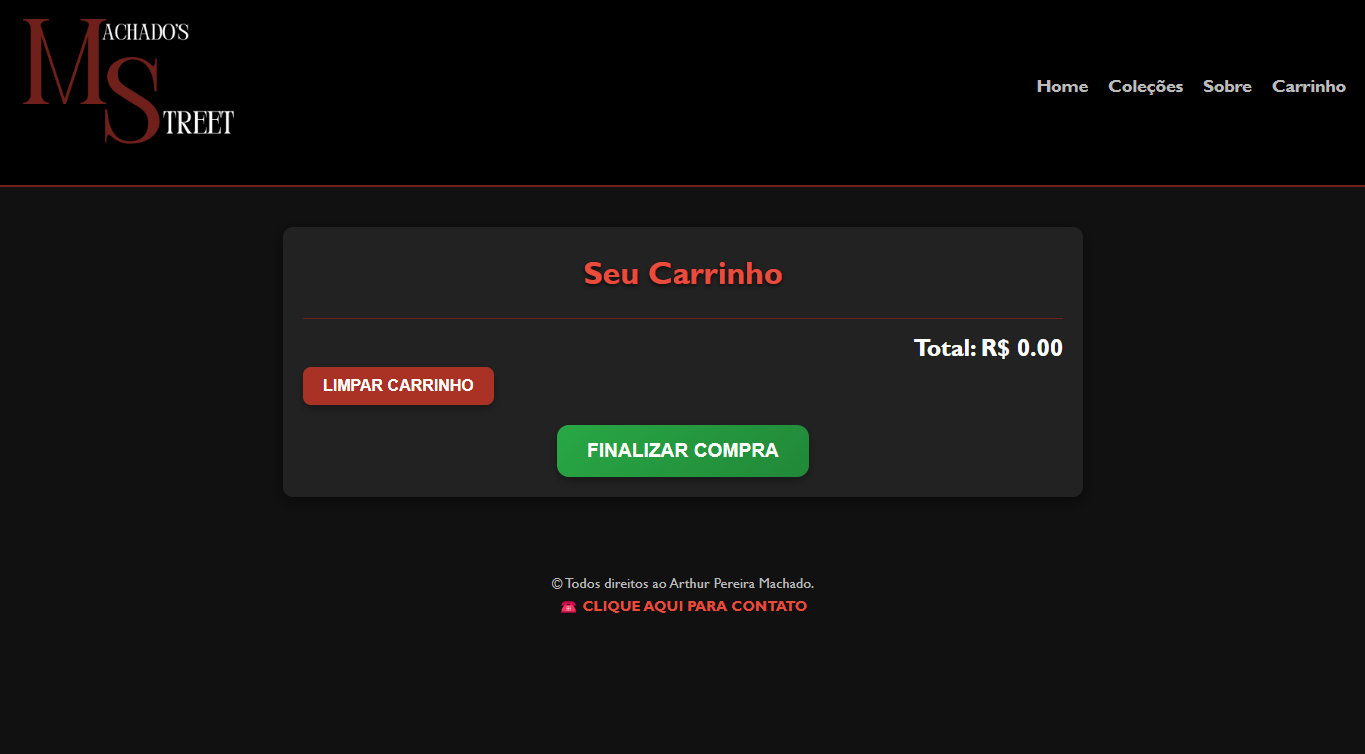 MACHADO'S
STREET
Home Coleções Sobre Carrinho
Seu Carrinho
Total: R$ 0.00
LIMPAR CARRINHO
FINALIZAR COMPRA
© Todos direitos ao Arthur Pereira Machado.
☎️ CLIQUE AQUI PARA CONTATO